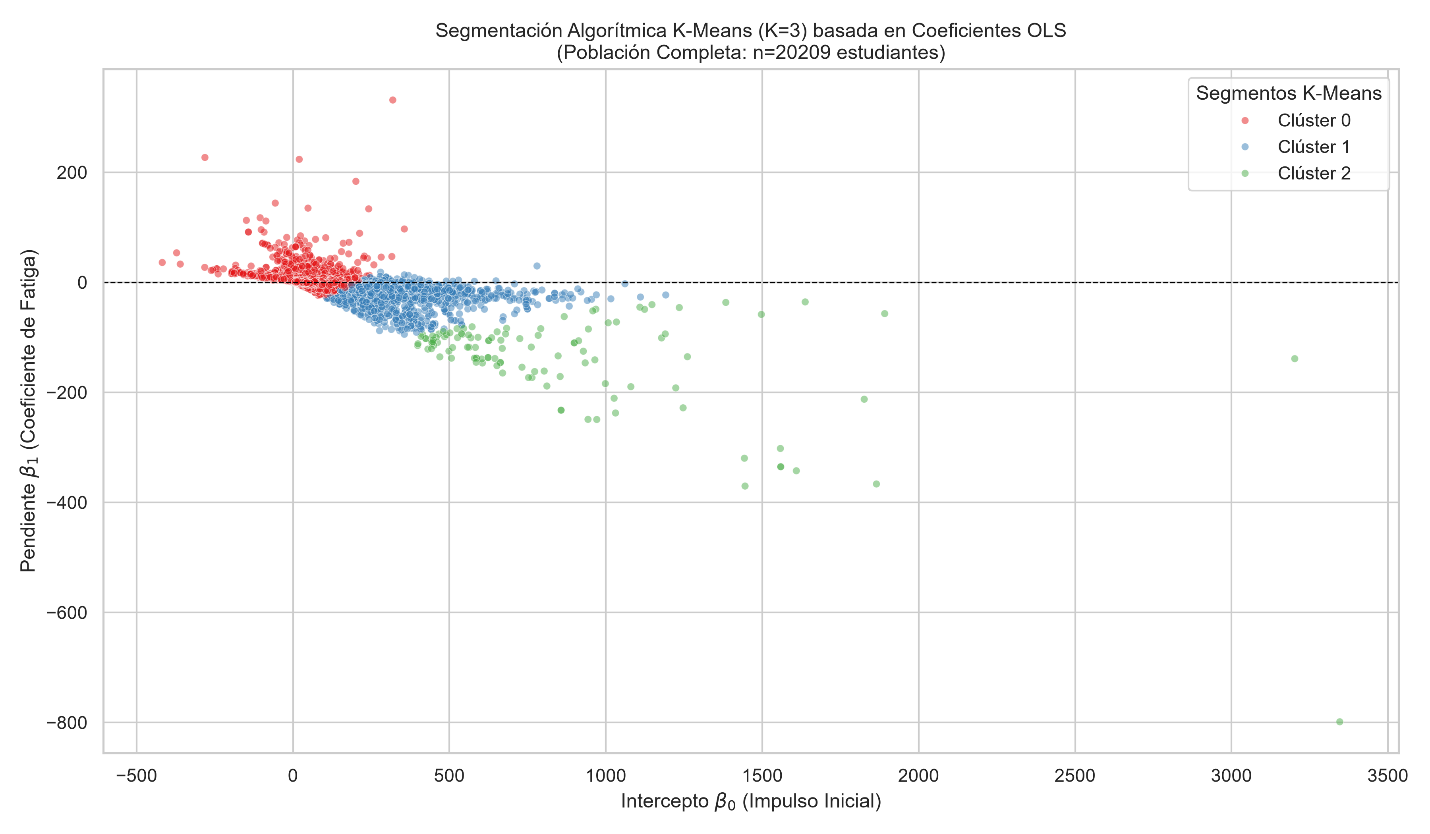 Segmentación Algorítmica K-Means (K=3) basada en Coeficientes OLS
(Población Completa: n=20209 estudiantes)
Segmentos K-Means
Clúster 0
Clúster 1
Clúster 2
Pendiente β₁ (Coeficiente de Fatiga)
200
0
−200
−400
−600
−800
−500 0 500 1000 1500 2000 2500 3000 3500
Intercepto β₀ (Impulso Inicial)